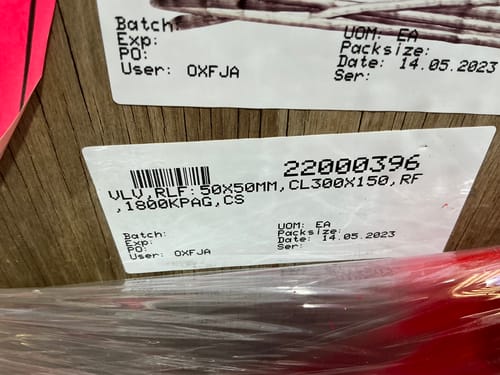 Batch:
Exp:
PO:
User: OXFJA
UOM: EA
Packsize:
Date: 14.05.2023
Ser:
22000396
VLV,RLF:50X50MM,CL300X150,RF
,1800KPAG,CS
Batch:
Exp:
PO:
User: OXFJA
UOM: EA
Packsize:
Date: 14.05.2023
Ser: